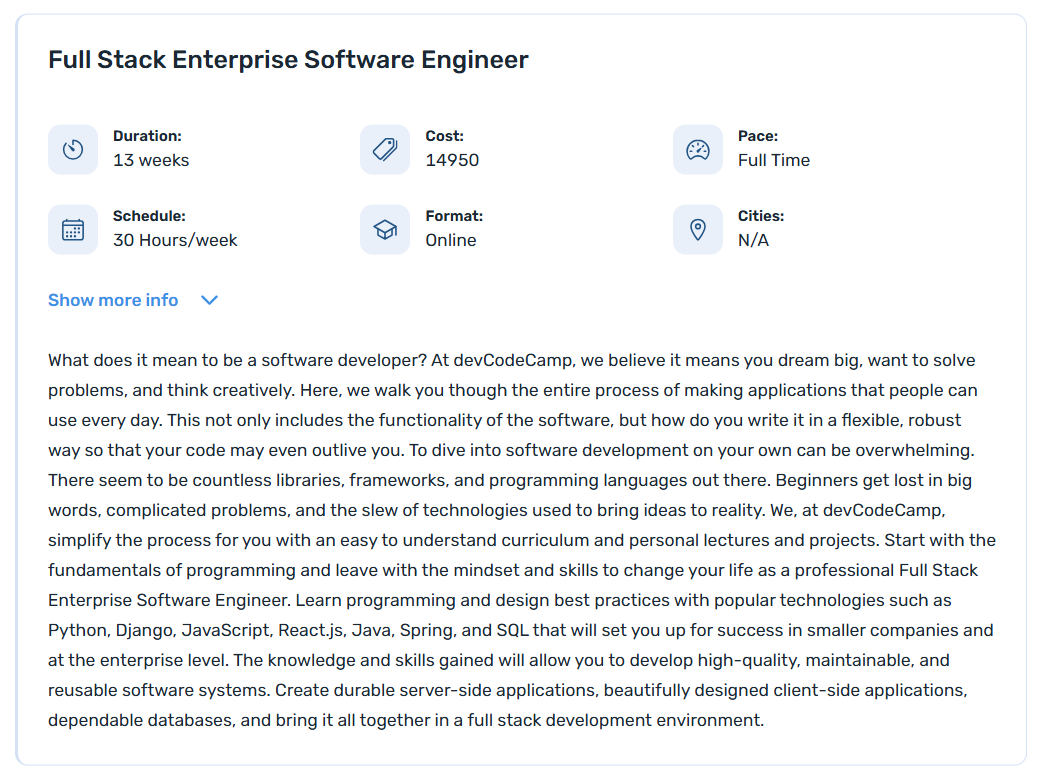 Full Stack Enterprise Software Engineer
Duration:
13 weeks
Cost:
14950
Pace:
Full Time
Schedule:
30 Hours/week
Format:
Online
Cities:
N/A
Show more info
What does it mean to be a software developer? At devCodeCamp, we believe it means you dream big, want to solve
problems, and think creatively. Here, we walk you though the entire process of making applications that people can
use every day. This not only includes the functionality of the software, but how do you write it in a flexible, robust
way so that your code may even outlive you. To dive into software development on your own can be overwhelming.
There seem to be countless libraries, frameworks, and programming languages out there. Beginners get lost in big
words, complicated problems, and the slew of technologies used to bring ideas to reality. We, at devCodeCamp,
simplify the process for you with an easy to understand curriculum and personal lectures and projects. Start with the
fundamentals of programming and leave with the mindset and skills to change your life as a professional Full Stack
Enterprise Software Engineer. Learn programming and design best practices with popular technologies such as
Python, Django, JavaScript, React.js, Java, Spring, and SQL that will set you up for success in smaller companies and
at the enterprise level. The knowledge and skills gained will allow you to develop high-quality, maintainable, and
reusable software systems. Create durable server-side applications, beautifully designed client-side applications,
dependable databases, and bring it all together in a full stack development environment.